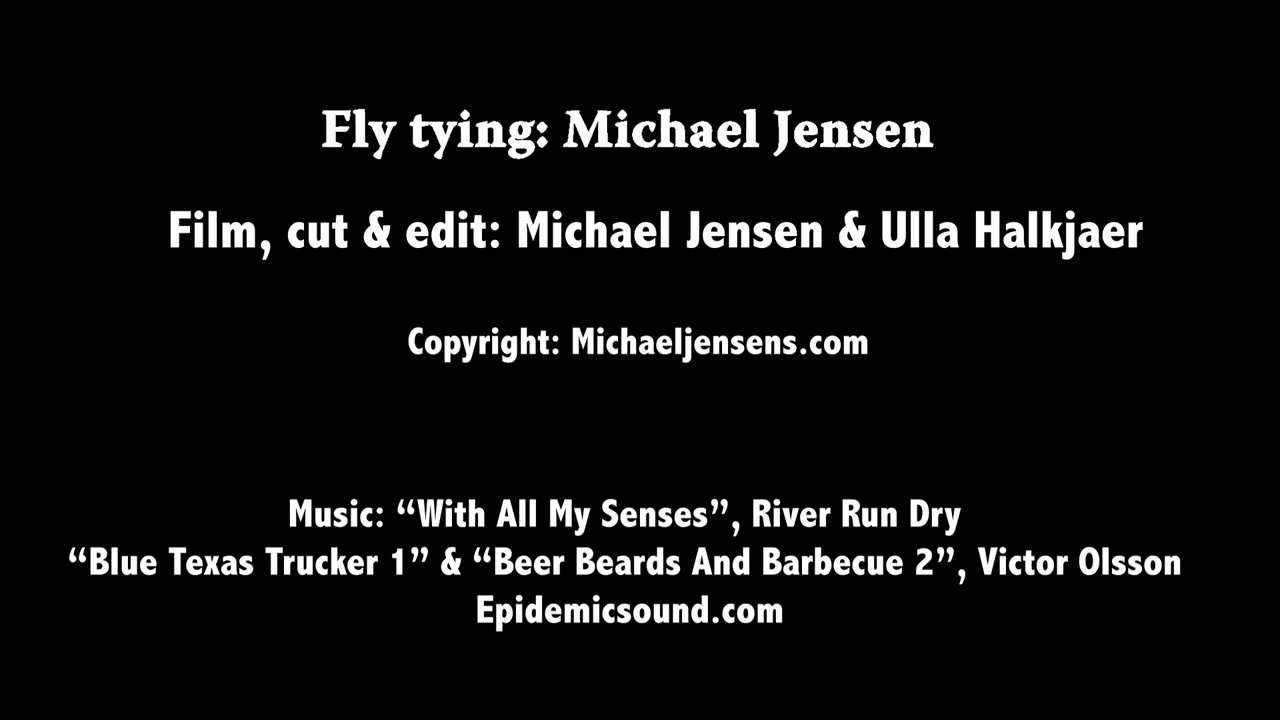 Fly tying: Michael Jensen
Film, cut & edit: Michael Jensen & Ulla Halkjaer
Copyright: Michaeljensens.com
Music: “With All My Senses”, River Run Dry
“Blue Texas Trucker 1” & “Beer Beards And Barbecue 2”, Victor Olsson
Epidemicsound.com